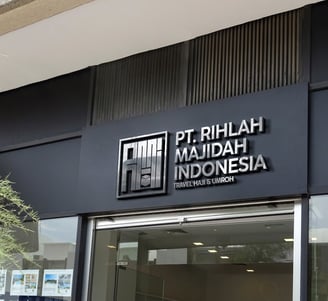 PT. RIHLAH
MAJIDAH
INDONESIA
TRAVEL HAJI & UMROH